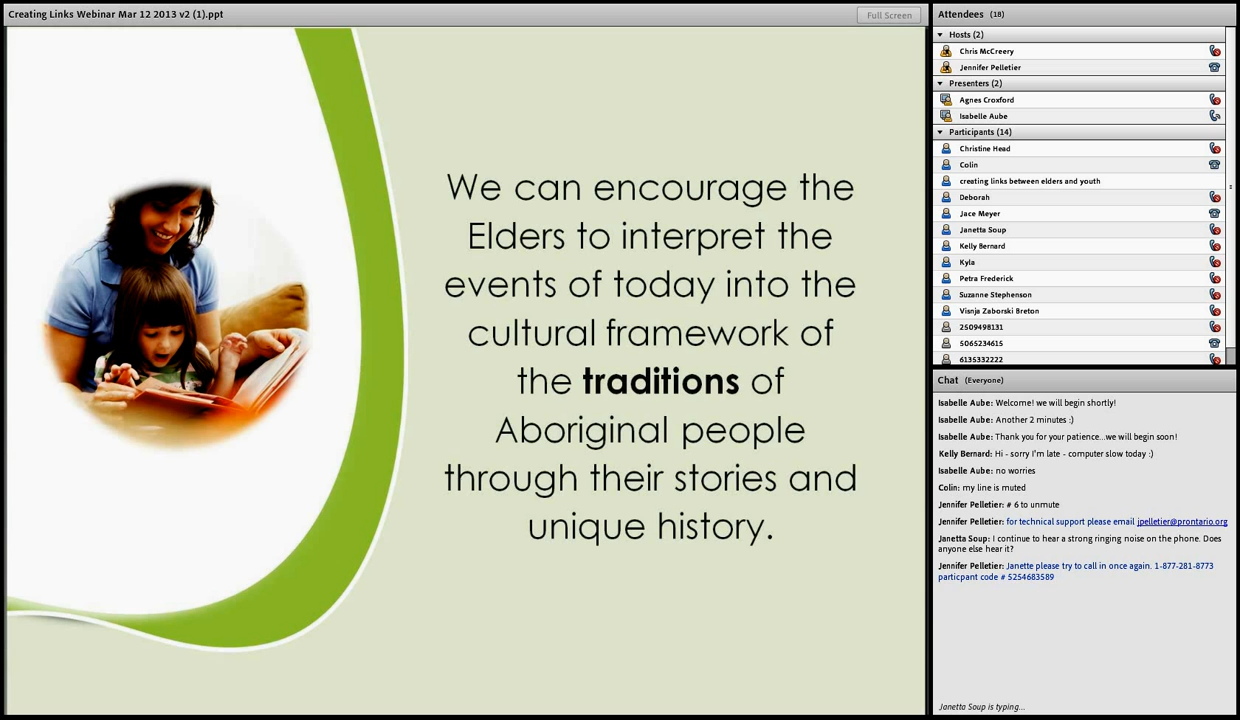 Creating Links Webinar Mar 12 2013 v2 (1).ppt
Full Screen
We can encourage the
Elders to interpret the
events of today into the
cultural framework of
the traditions of
Aboriginal people
through their stories and
unique history.
Attendees (18)
Hosts (2)
Chris McCreery
Jennifer Pelletier
Presenters (2)
Agnes Croxford
Isabelle Aube
Participants (14)
Christine Head
Colin
creating links between elders and youth
Deborah
Jace Meyer
Janetta Soup
Kelly Bernard
Kyla
Petra Frederick
Suzanne Stephenson
Visnja Zaborski Breton
2509498131
5065234615
6135332222
Chat (Everyone)
Isabelle Aube: Welcome! we will begin shortly!
Isabelle Aube: Another 2 minutes :)
Isabelle Aube: Thank you for your patience...we will begin soon!
Kelly Bernard: Hi - sorry I'm late - computer slow today :)
Isabelle Aube: no worries
Colin: my line is muted
Jennifer Pelletier: # 6 to unmute
Jennifer Pelletier: for technical support please email jpelletier@prontario.org
Janetta Soup: I continue to hear a strong ringing noise on the phone. Does
anyone else hear it?
Jennifer Pelletier: Janette please try to call in once again. 1-877-281-8773
particpant code # 5254683589
Janetta Soup is typing...